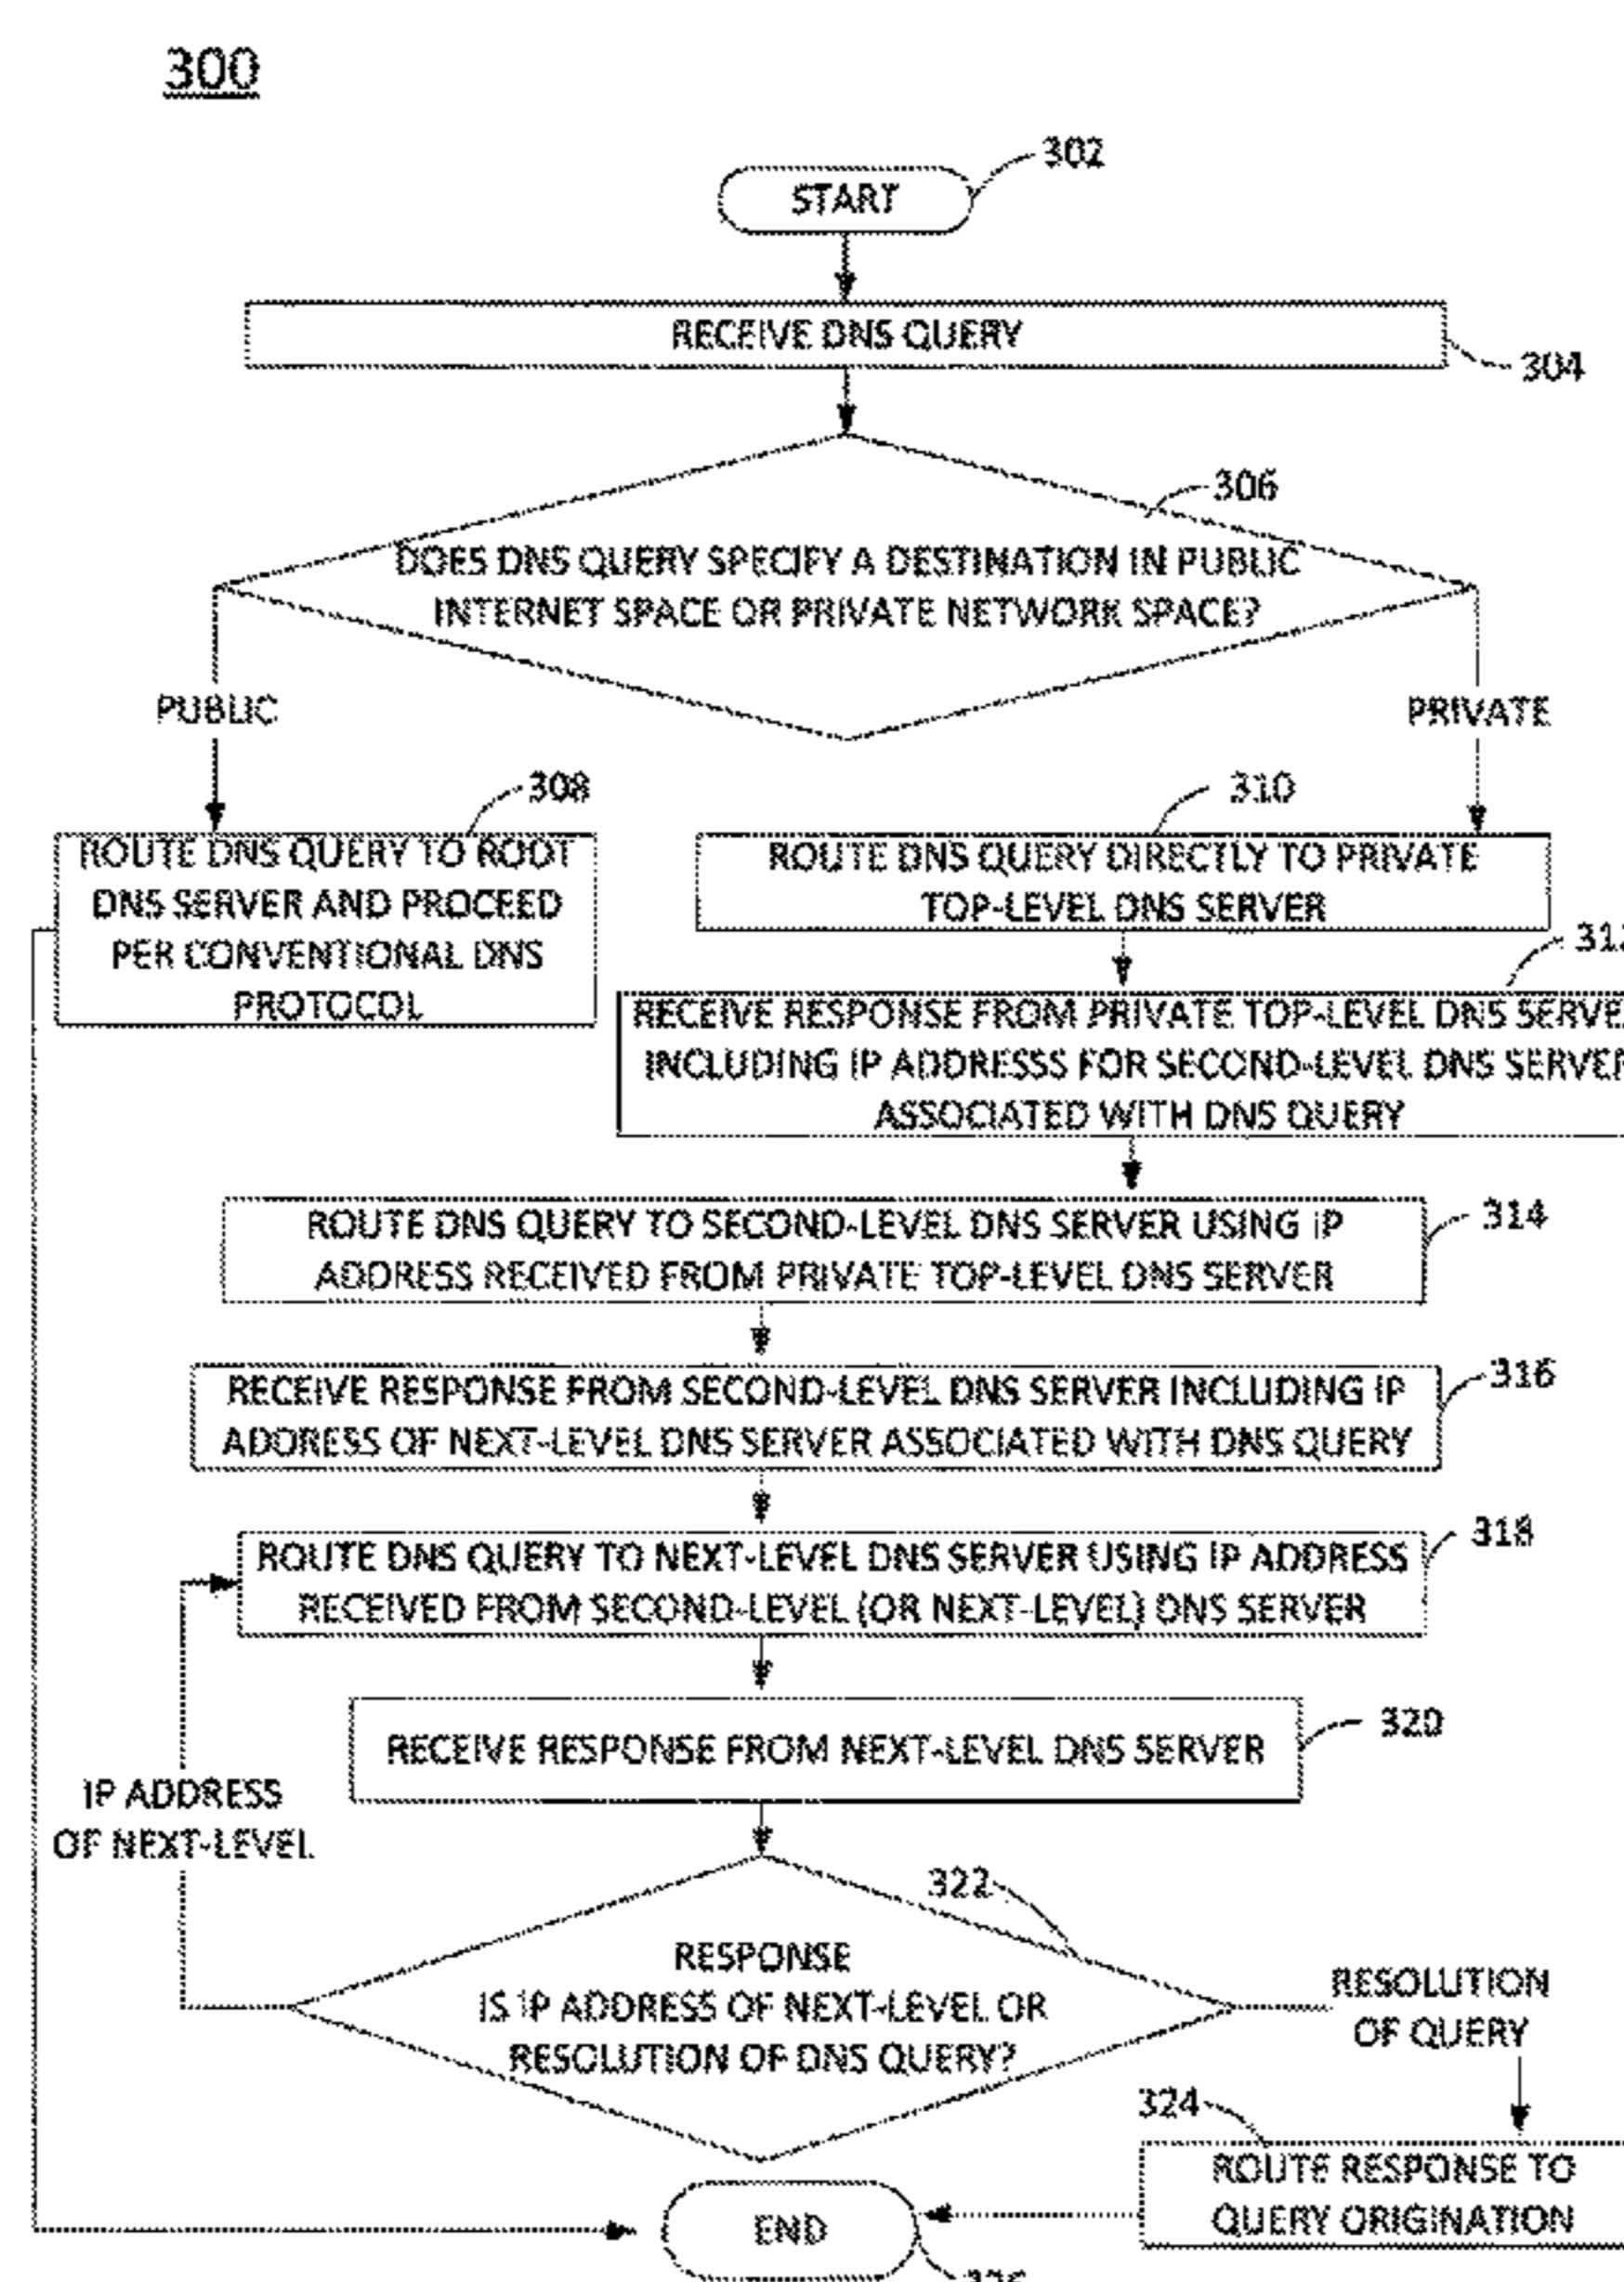 300
302
START
RECEIVE DNS QUERY
304
306
DOES DNS QUERY SPECIFY A DESTINATION IN PUBLIC
INTERNET SPACE OR PRIVATE NETWORK SPACE?
PUBLIC
PRIVATE
308
310
ROUTE DNS QUERY TO ROOT
DNS SERVER AND PROCEED
PER CONVENTIONAL DNS
PROTOCOL
ROUTE DNS QUERY DIRECTLY TO PRIVATE
TOP-LEVEL DNS SERVER
RECEIVE RESPONSE FROM PRIVATE TOP-LEVEL DNS
INCLUDING IP ADDRESSS FOR SECOND-LEVEL DNS SERVER
ASSOCIATED WITH DNS QUERY
ROUTE DNS QUERY TO SECOND-LEVEL DNS SERVER USING IP
ADDRESS RECEIVED FROM PRIVATE TOP-LEVEL DNS SERVER
314
RECEIVE RESPONSE FROM SECOND-LEVEL DNS SERVER INCLUDING IP
ADDRESS OF NEXT-LEVEL DNS SERVER ASSOCIATED WITH DNS QUERY
316
ROUTE DNS QUERY TO NEXT-LEVEL DNS SERVER USING IP ADDRESS
RECEIVED FROM SECOND-LEVEL (OR NEXT-LEVEL) DNS SERVER
318
RECEIVE RESPONSE FROM NEXT-LEVEL DNS SERVER
320
IP ADDRESS
OF NEXT-LEVEL
322
RESPONSE
IS IP ADDRESS OF NEXT-LEVEL OR
RESOLUTION OF DNS QUERY?
RESOLUTION
OF QUERY
324
ROUTE RESPONSE TO
QUERY ORIGINATION
END